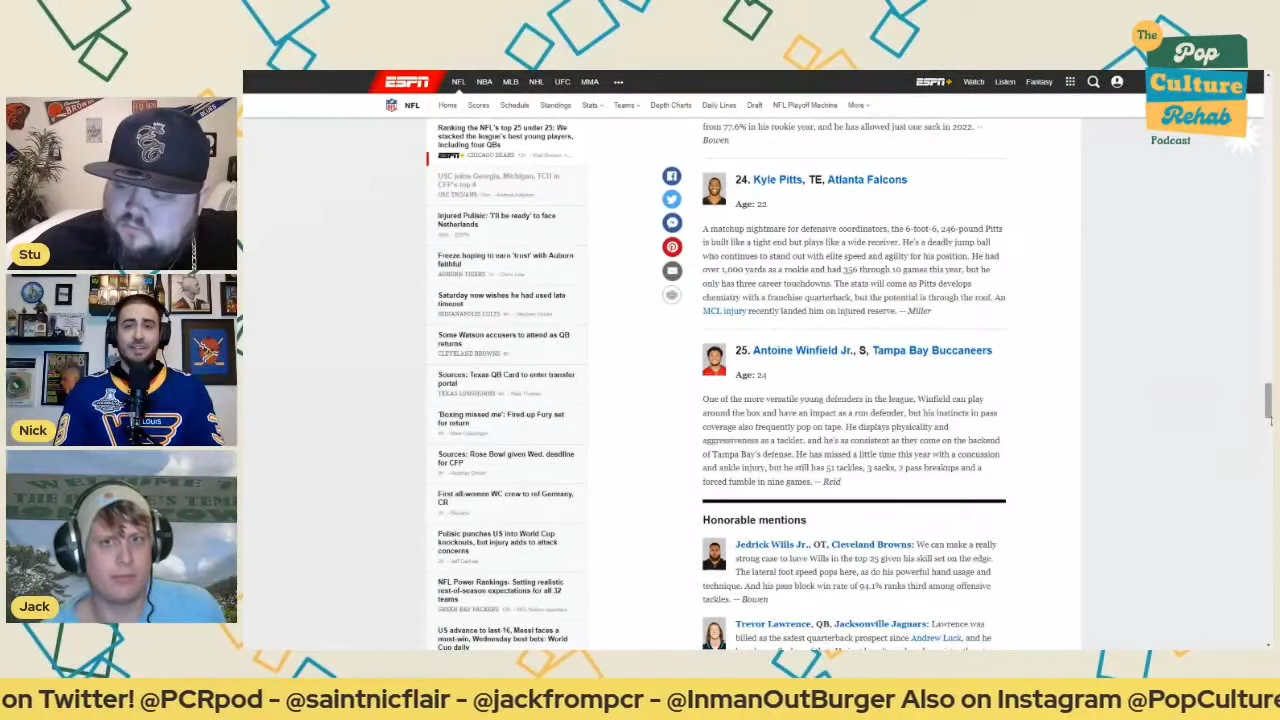 The
Pop
Culture
Rehab
Podcast
ESPN
NFL NBA MLB NHL UFC MMA
ESPN+ Watch Listen Fantasy
NFL Home Scores Schedule Standings Stats Teams Depth Charts Daily Lines Draft NFL Playoff Machine More
Stu
Nick
Jack
BROWNS
LOUIS
Ranking the NFL's top 25 under 25: We
stacked the league's best young players,
including four QBs
ESPN+ CHICAGO BEARS
USC joins Georgia, Michigan, TCU in
CFP's top 4
USC TROJANS
Injured Pulisic: 'I'll be ready' to face
Netherlands
ESPN
Freeze hoping to earn 'trust' with Auburn
faithful
AUBURN TIGERS
Saturday now wishes he had used late
timeout
INDIANAPOLIS COLTS
Some Watson accusers to attend as QB
returns
CLEVELAND BROWNS
Sources: Texas QB Card to enter transfer
portal
TEXAS LONGHORNS
'Boxing missed me': Fired up Fury set
for return
Sources: Rose Bowl given Wed. deadline
for CFP
First all-women WC crew to ref Germany,
CR
Reuters
Pulisic punches US into World Cup
knockouts, but injury adds to attack
concerns
NFL Power Rankings: Setting realistic
rest-of-season expectations for all 32
teams
GREEN BAY PACKERS
US advance to last-16, Messi faces a
must-win, Wednesday best bets: World
Cup daily
from 77.6% in his rookie year, and he has allowed just one sack in 2022. --
Bowen
24. Kyle Pitts, TE, Atlanta Falcons
Age: 22
A matchup nightmare for defensive coordinators, the 6-foot-6, 246-pound Pitts
is built like a tight end but plays like a wide receiver. He's a deadly jump ball
who continues to stand out with elite speed and agility for his position. He had
over 1,000 yards as a rookie and had 356 through 10 games this year, but he
only has three career touchdowns. The stats will come as Pitts develops
chemistry with a franchise quarterback, but the potential is through the roof. An
MCL injury recently landed him on injured reserve. -- Miller
25. Antoine Winfield Jr., S, Tampa Bay Buccaneers
Age: 24
One of the more versatile young defenders in the league, Winfield can play
around the box and have an impact as a run defender, but his instincts in pass
coverage also frequently pop on tape. He displays physicality and
aggressiveness as a tackler, and he's as consistent as they come on the backend
of Tampa Bay's defense. He has missed a little time this year with a concussion
and ankle injury, but he still has 51 tackles, 3 sacks, 2 pass breakups and a
forced fumble in nine games. -- Reid
Honorable mentions
Jedrick Wills Jr., OT, Cleveland Browns: We can make a really
strong case to have Wills in the top 25 given his skill set on the edge.
The lateral foot speed pops here, as do his powerful hand usage and
technique. And his pass block win rate of 94.1% ranks third among offensive
tackles. -- Bowen
Trevor Lawrence, QB, Jacksonville Jaguars: Lawrence was
billed as the safest quarterback prospect since Andrew Luck, and he
on Twitter! @PCRpod - @saintnicflair - @jackfrompcr - @InmanOutBurger Also on Instagram @PopCulture